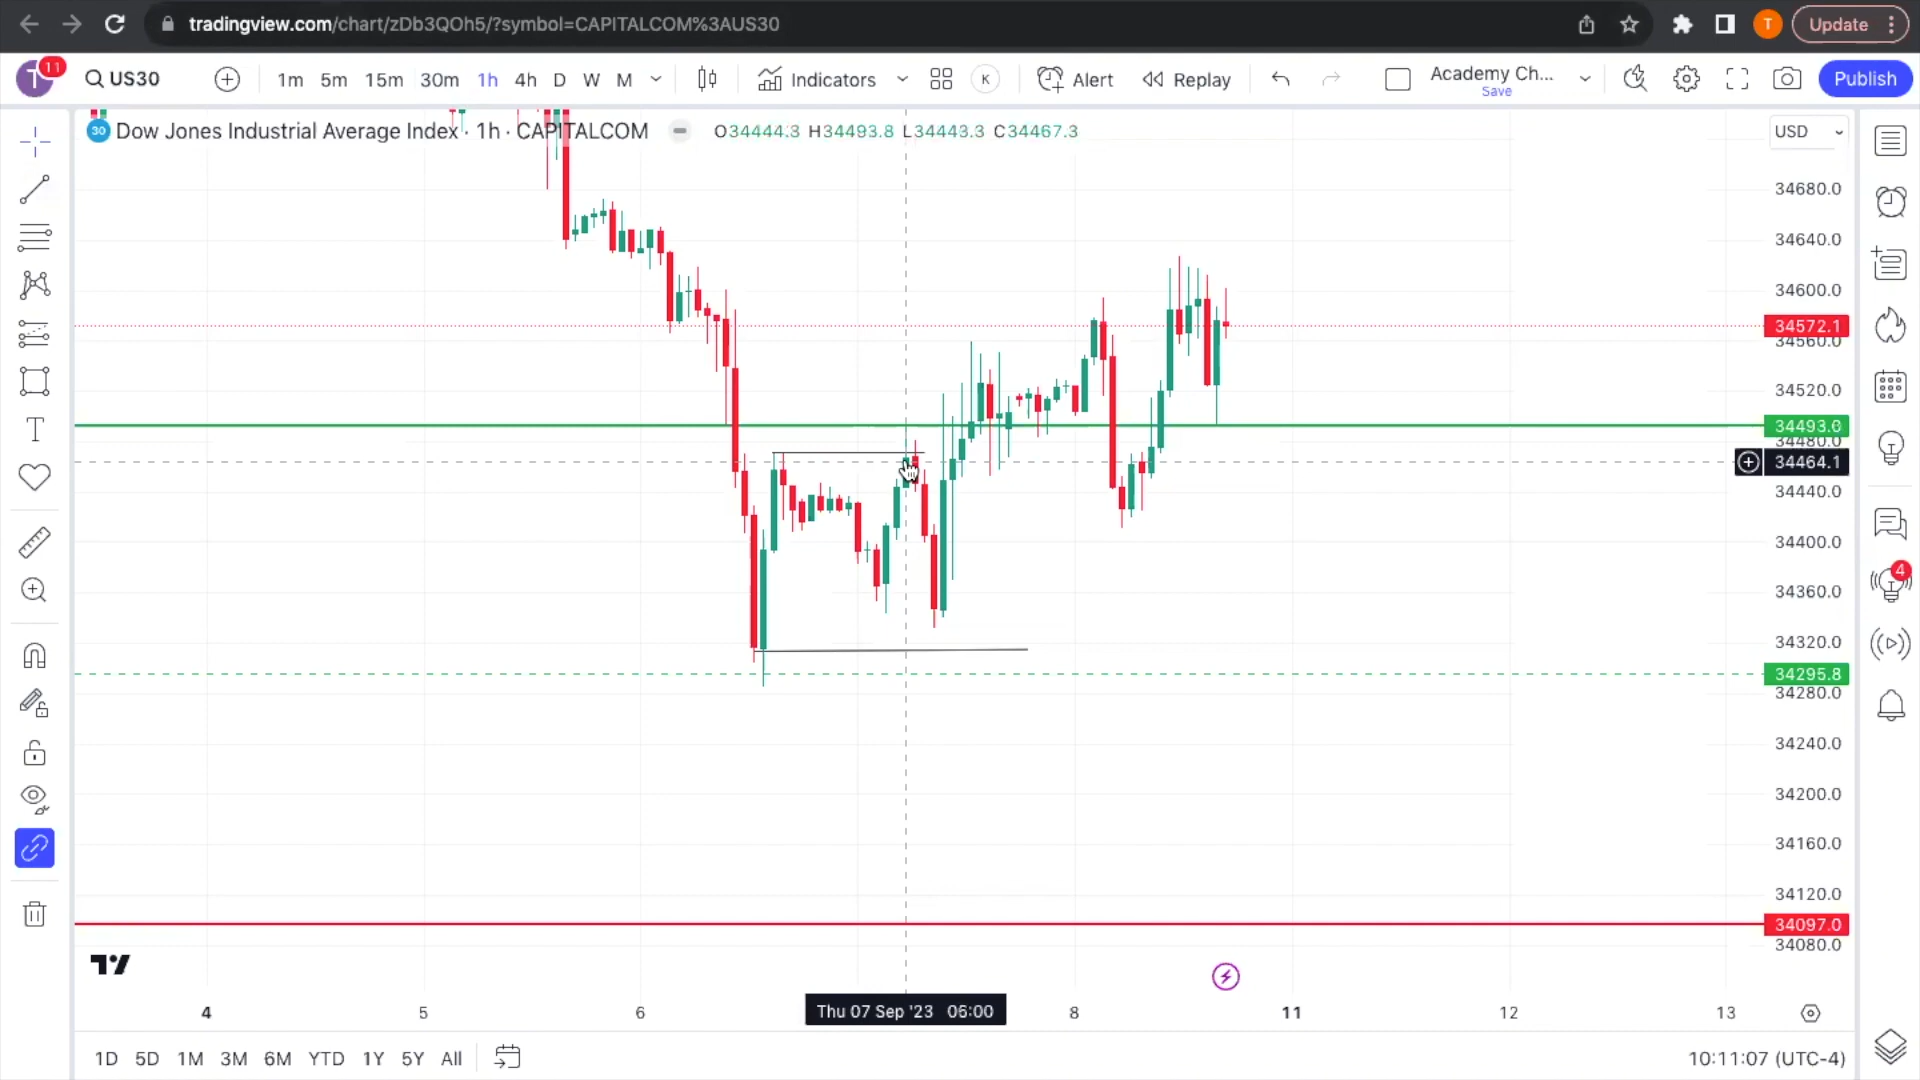 tradingview.com/chart/zDb3QOh5/?symbol=CAPITALCOM%3AUS30
T
Update
T
11
US30
1m 5m 15m 30m 1h 4h D W M
Indicators
K
Alert
Replay
Academy Ch...
Save
Publish
30 Dow Jones Industrial Average Index · 1h · CAPITALCOM
O34444.3 H34493.8 L34443.3 C34467.3
USD
34680.0
34640.0
34600.0
34572.1
34560.0
34520.0
34493.0
34480.0
34464.1
34440.0
34400.0
34360.0
34320.0
34295.8
34280.0
34240.0
34200.0
34160.0
34120.0
34097.0
34080.0
4
4 5 6 Thu 07 Sep '23 06:00 8 11 12 13
1D 5D 1M 3M 6M YTD 1Y 5Y All
10:11:07 (UTC-4)